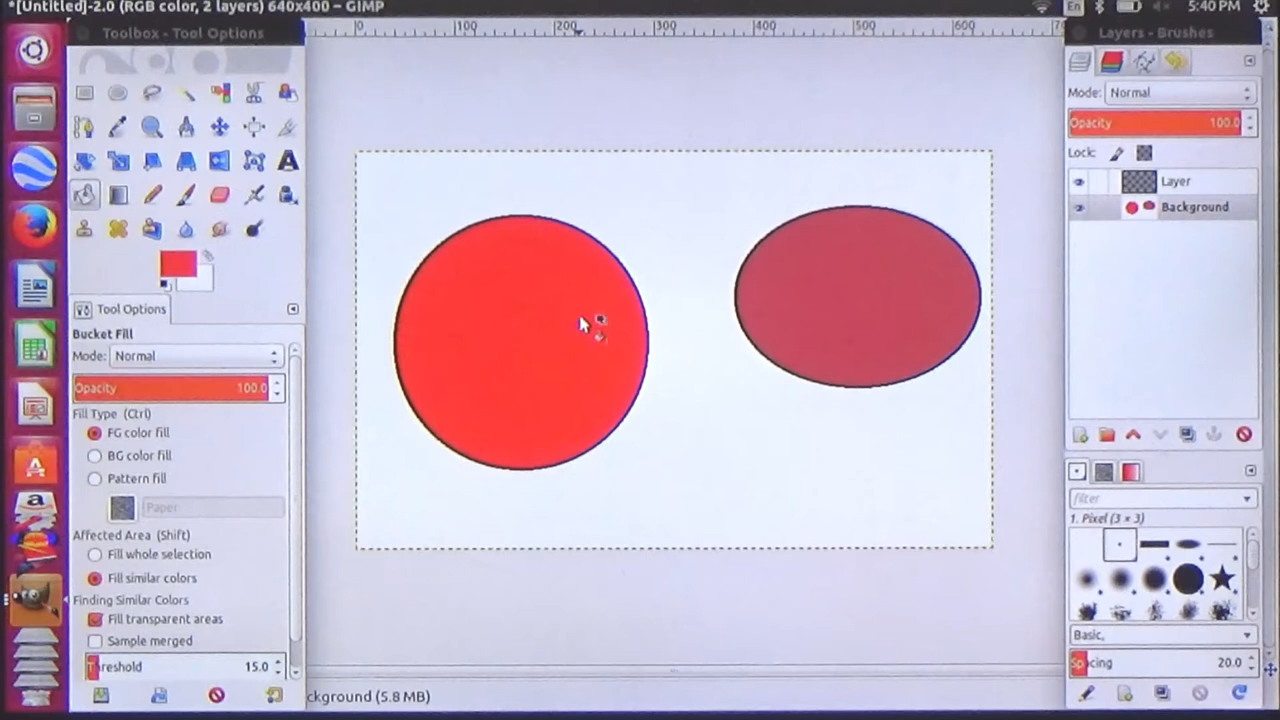 *[Untitled]-2.0 (RGB color, 2 layers) 640x400 – GIMP
En
5:40 PM
Toolbox - Tool Options
0 100 200 300 400 500 600
Layers - Brushes
Mode: Normal
Opacity 100.0
Lock:
Layer
Background
Tool Options
Bucket Fill
Mode: Normal
Opacity 100.0
Fill Type (Ctrl)
FG color fill
BG color fill
Pattern fill
Paper
Affected Area (Shift)
Fill whole selection
Fill similar colors
Finding Similar Colors
Fill transparent areas
Sample merged
Threshold 15.0
filter
1. Pixel (3 × 3)
Basic,
Spacing 20.0
ckground (5.8 MB)